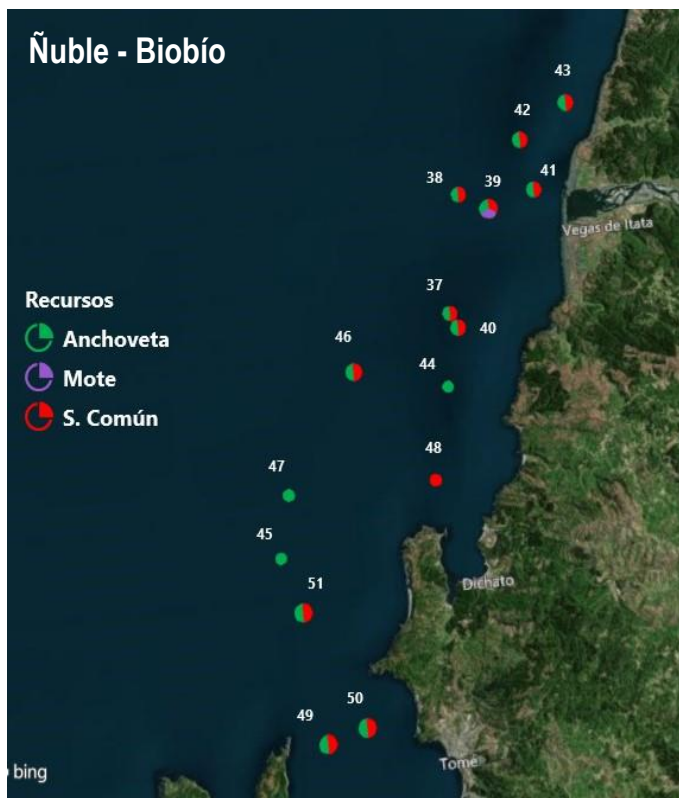 Ñuble - Biobío
43
42
41
38
39
Vegas de Itata
37
Recursos
Anchoveta
46
40
44
Mote
S. Común
48
47
45
51
Dichato
50
49
Tome
bing